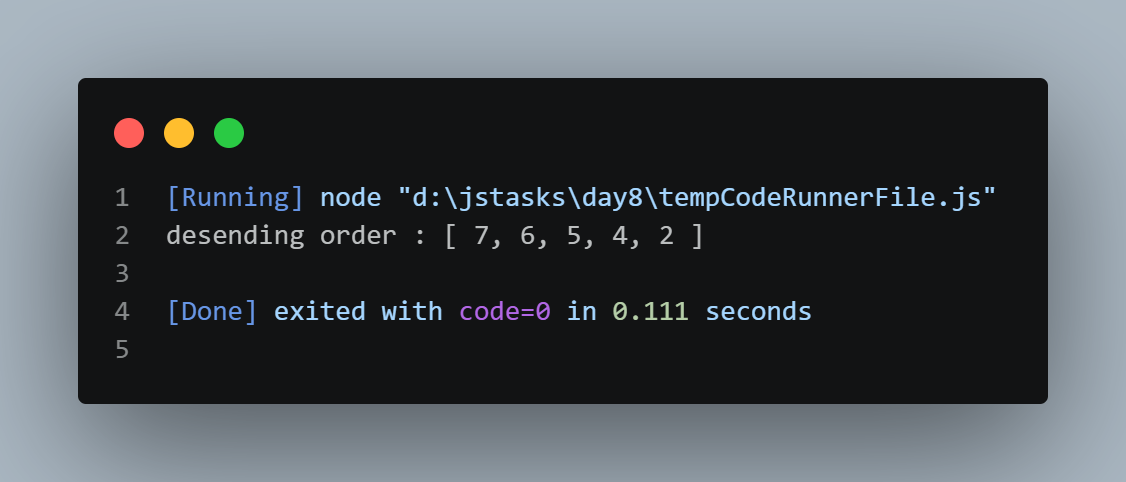 1 [Running] node "d:\jstasks\day8\tempCodeRunnerFile.js"
2 desending order : [ 7, 6, 5, 4, 2 ]
3
4 [Done] exited with code=0 in 0.111 seconds
5